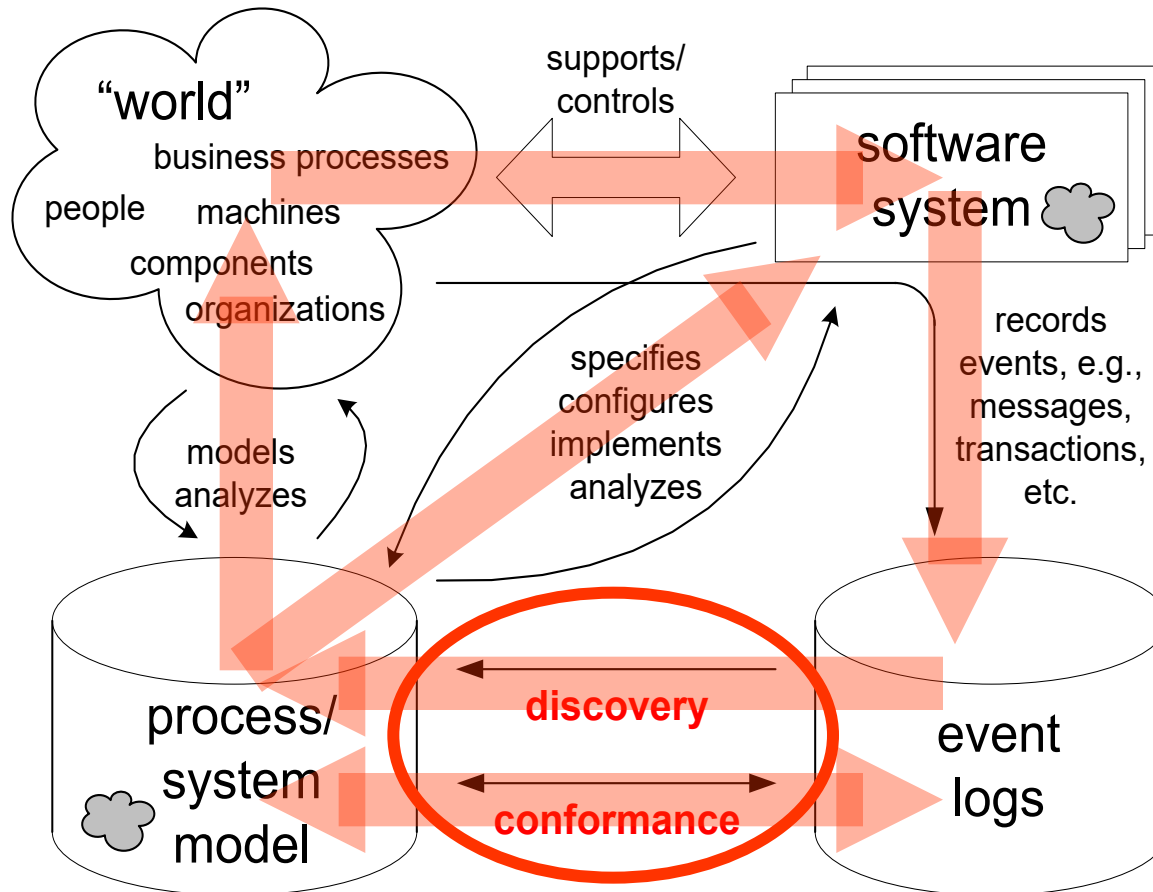 “world”
business processes
people
machines
components
organizations
supports/
controls
software
system
records
events, e.g.,
messages,
transactions,
etc.
specifies
configures
implements
analyzes
models
analyzes
discovery
conformance
process/
system
model
event
logs